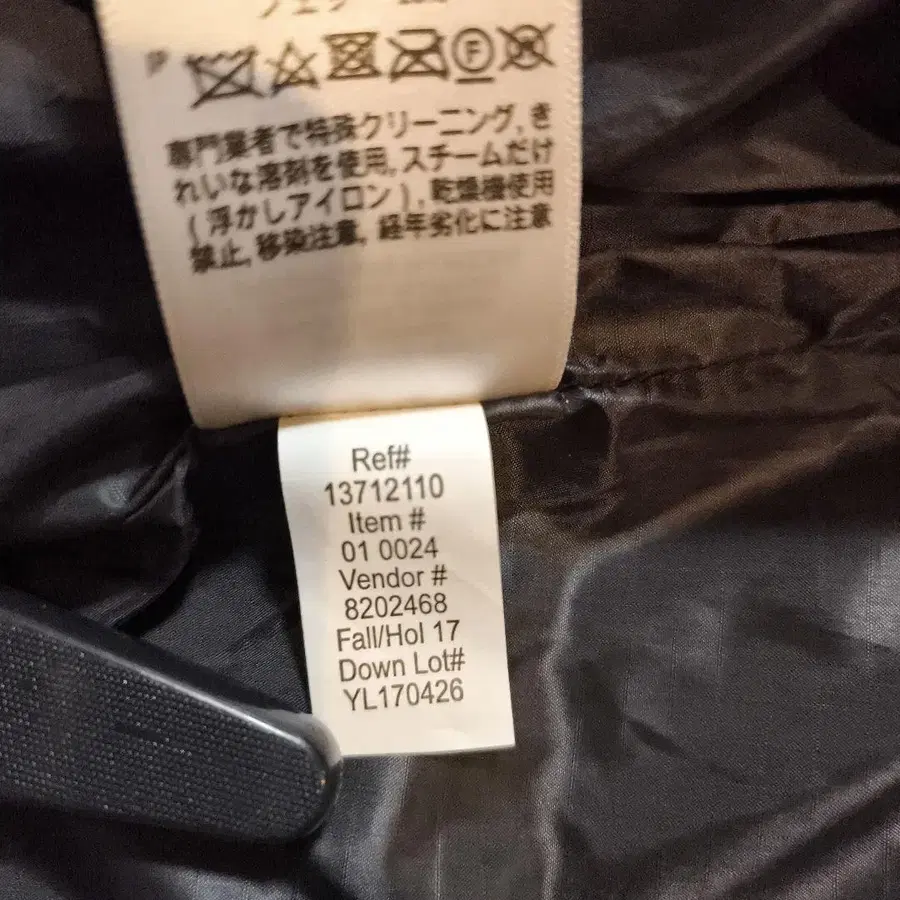 JP
F
専門業者で特殊クリーニング, き
れいな溶剤を使用, スチームだけ
(浮かしアイロン), 乾燥機使用
禁止, 移染注意, 経年劣化に注意
Ref#
13712110
Item #
01 0024
Vendor #
8202468
Fall/Hol 17
Down Lot#
YL170426